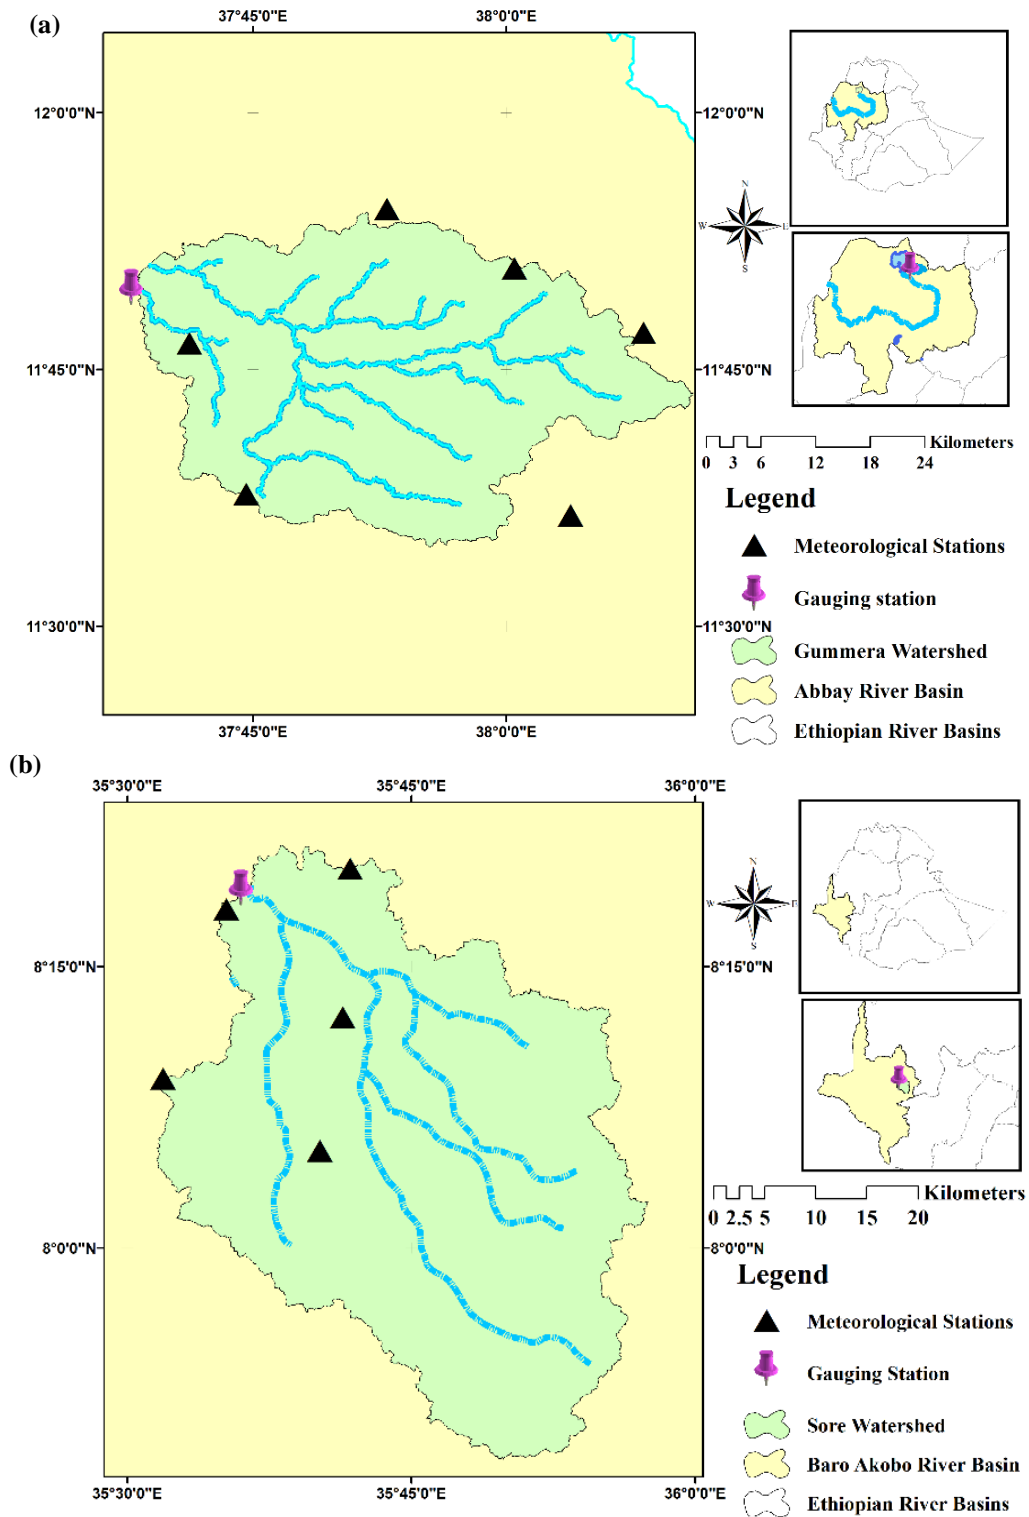 (a)
37°45'0"E 38°0'0"E
12°0'0"N 12°0'0"N
N
W E
S
11°45'0"N 11°45'0"N
Kilometers
0 3 6 12 18 24
Legend
Meteorological Stations
Gauging station
11°30'0"N 11°30'0"N
Gummera Watershed
Abbay River Basin
Ethiopian River Basins
37°45'0"E 38°0'0"E
(b)
35°30'0"E 35°45'0"E 36°0'0"E
N
W E
S
8°15'0"N 8°15'0"N
Kilometers
0 2.5 5 10 15 20
8°0'0"N 8°0'0"N
Legend
Meteorological Stations
Gauging Station
Sore Watershed
Baro Akobo River Basin
35°30'0"E 35°45'0"E 36°0'0"E
Ethiopian River Basins